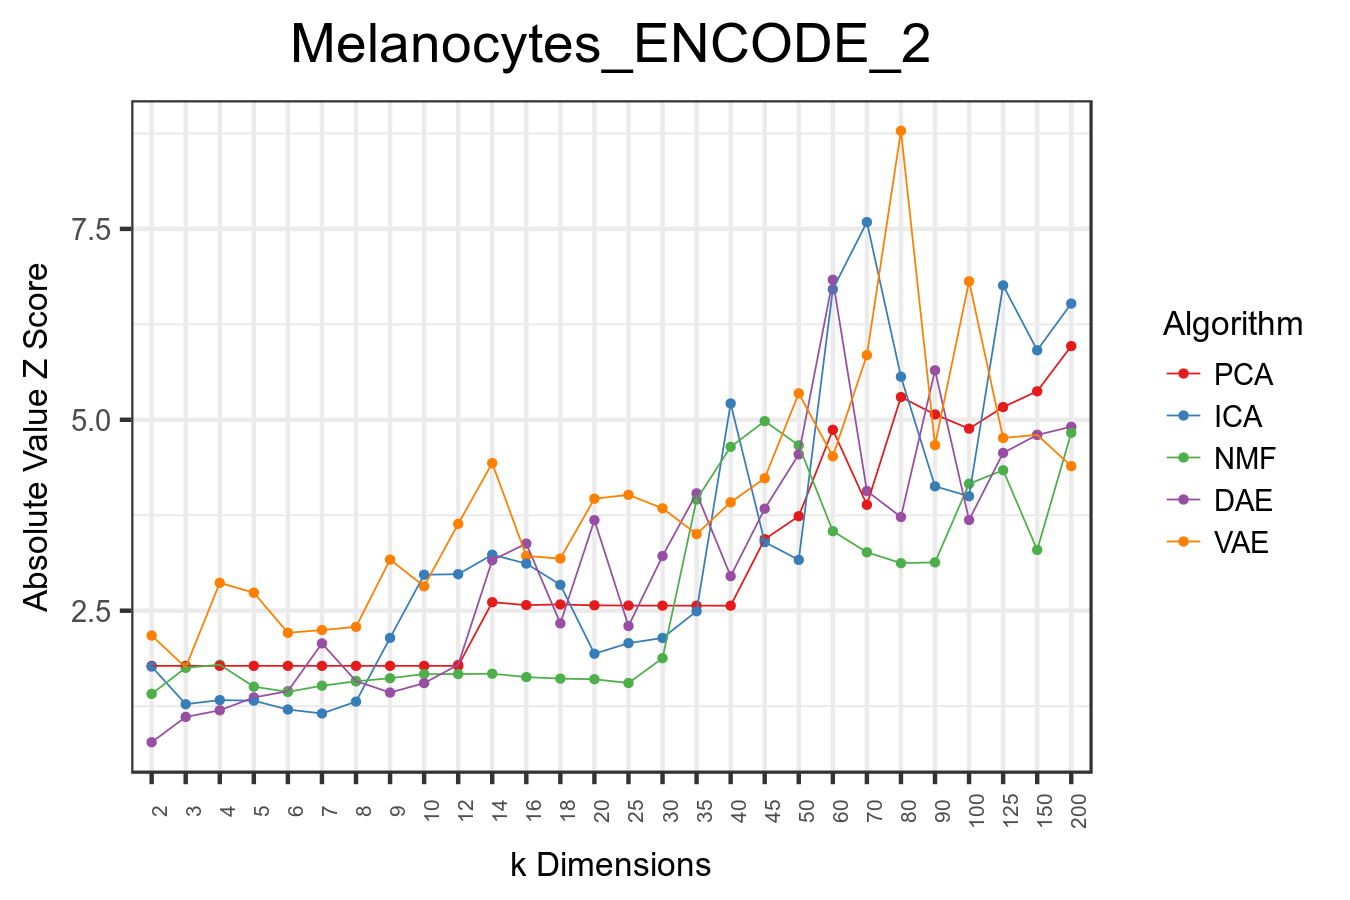 Melanocytes_ENCODE_2
Absolute Value Z Score
7.5
5.0
2.5
2 3 4 5 6 7 8 9 10 12 14 16 18 20 25 30 35 40 45 50 60 70 80 90 100 125 150 200
k Dimensions
Algorithm
PCA
ICA
NMF
DAE
VAE